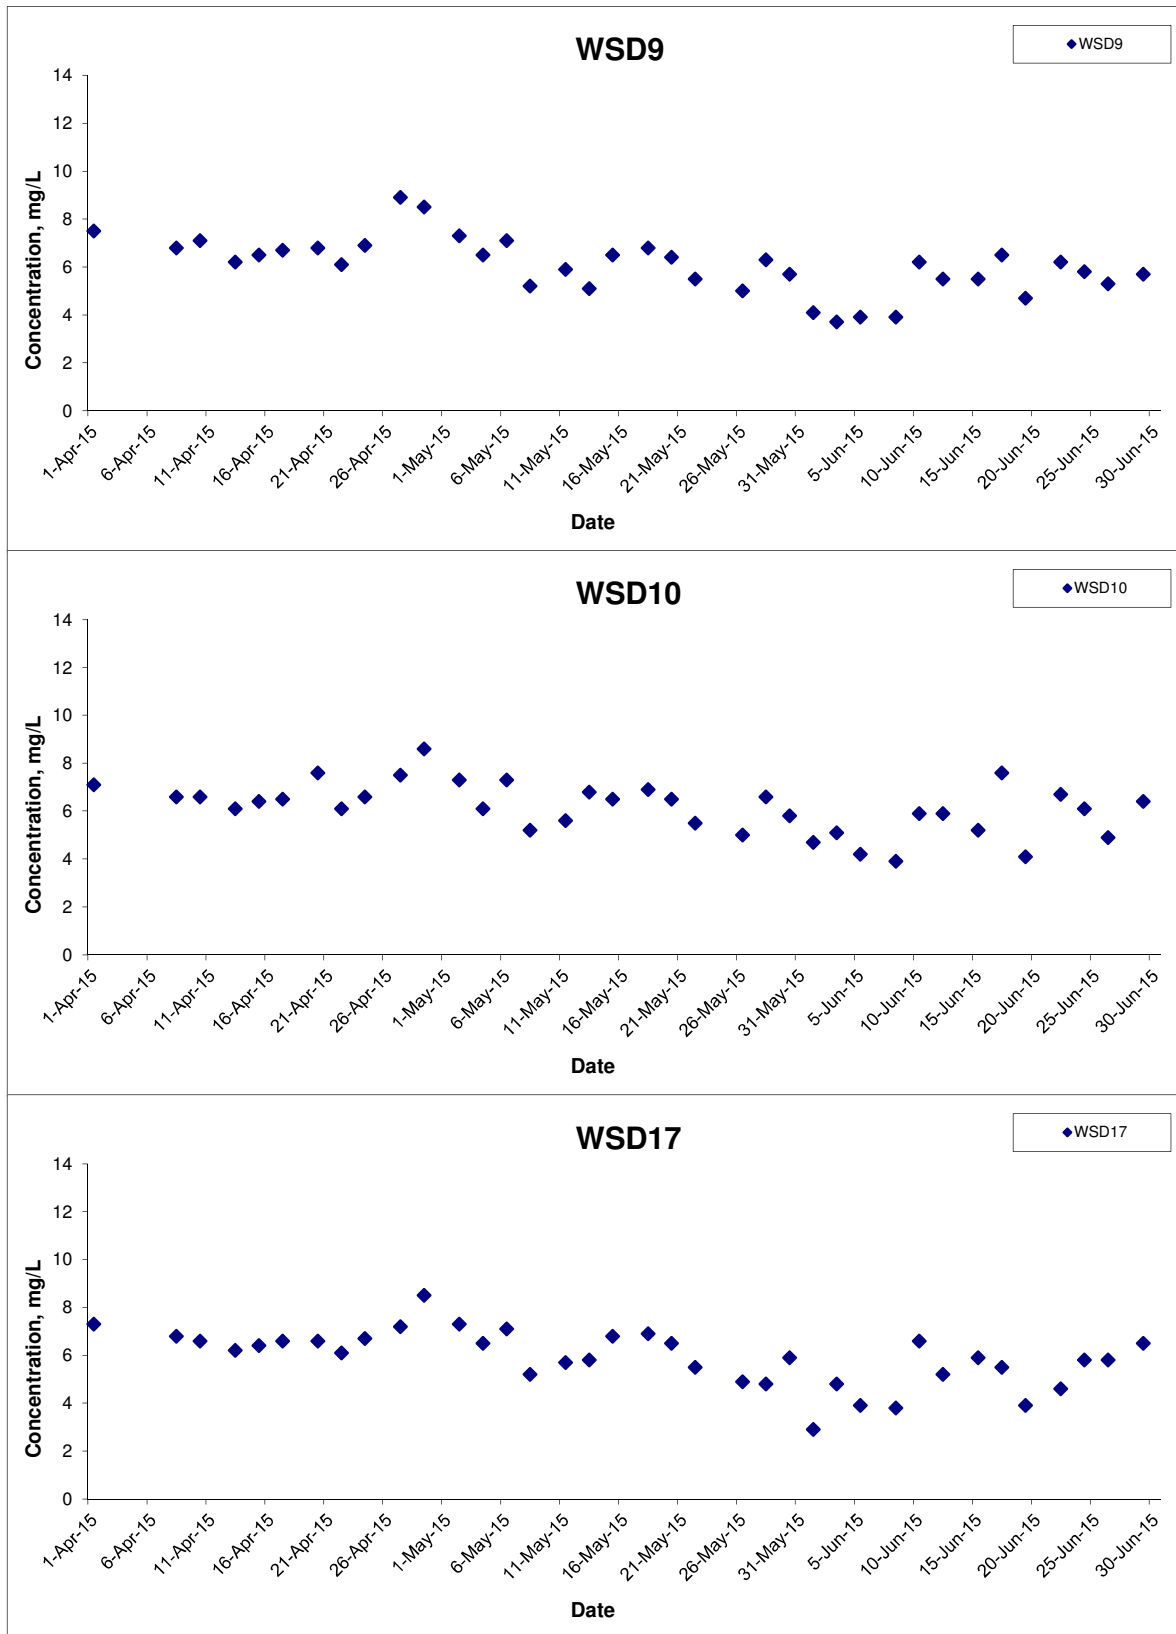 WSD9
WSD9
14
12
10
8
6
4
2
0
Concentration, mg/L
1-Apr-15
6-Apr-15
11-Apr-15
16-Apr-15
21-Apr-15
26-Apr-15
1-May-15
6-May-15
11-May-15
16-May-15
21-May-15
26-May-15
31-May-15
5-Jun-15
10-Jun-15
15-Jun-15
20-Jun-15
25-Jun-15
30-Jun-15
Date
WSD10
WSD10
14
12
10
8
6
4
2
0
Concentration, mg/L
1-Apr-15
6-Apr-15
11-Apr-15
16-Apr-15
21-Apr-15
26-Apr-15
1-May-15
6-May-15
11-May-15
16-May-15
21-May-15
26-May-15
31-May-15
5-Jun-15
10-Jun-15
15-Jun-15
20-Jun-15
25-Jun-15
30-Jun-15
Date
WSD17
WSD17
14
12
10
8
6
4
2
0
Concentration, mg/L
1-Apr-15
6-Apr-15
11-Apr-15
16-Apr-15
21-Apr-15
26-Apr-15
1-May-15
6-May-15
11-May-15
16-May-15
21-May-15
26-May-15
31-May-15
5-Jun-15
10-Jun-15
15-Jun-15
20-Jun-15
25-Jun-15
30-Jun-15
Date